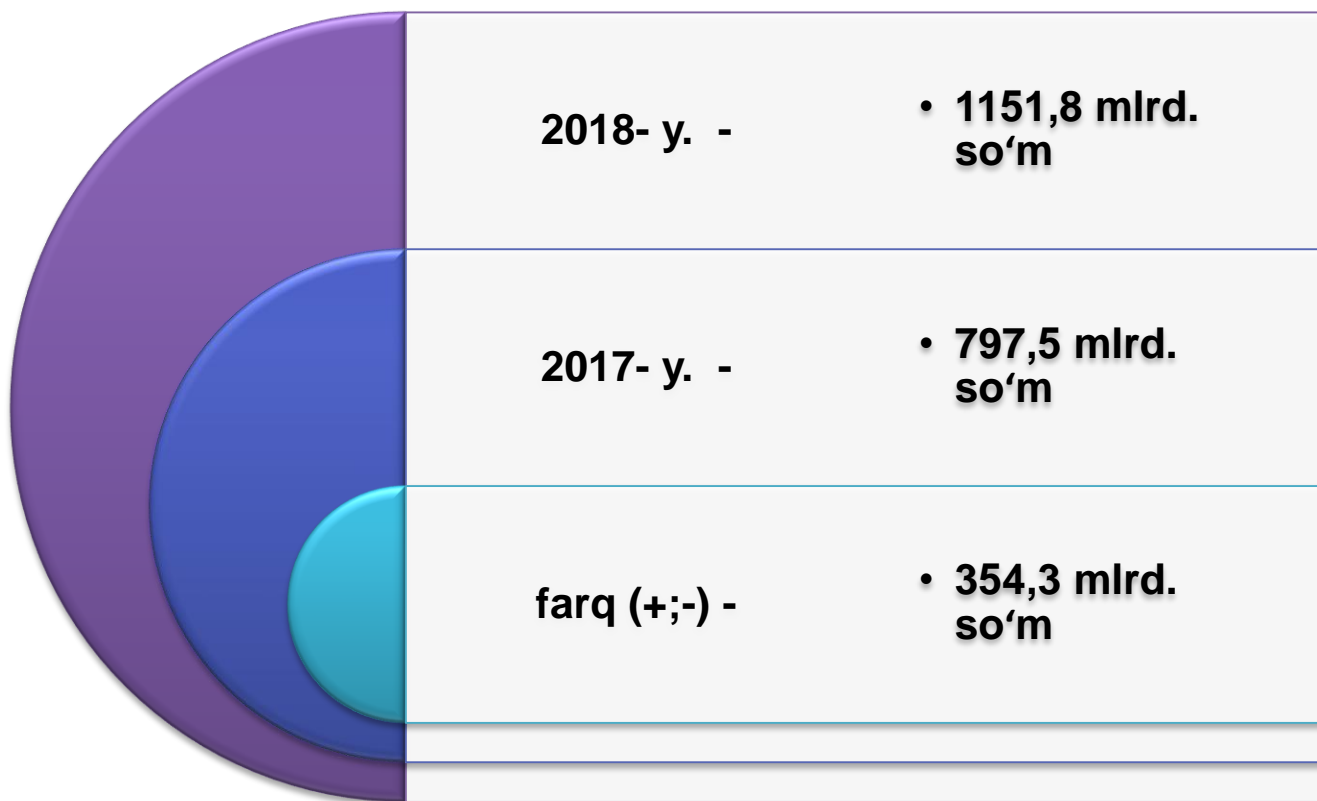 2018- y.  -
• 1151,8 mlrd.
so‘m
2017- y.  -
• 797,5 mlrd.
so‘m
farq (+;-) -
• 354,3 mlrd.
so‘m